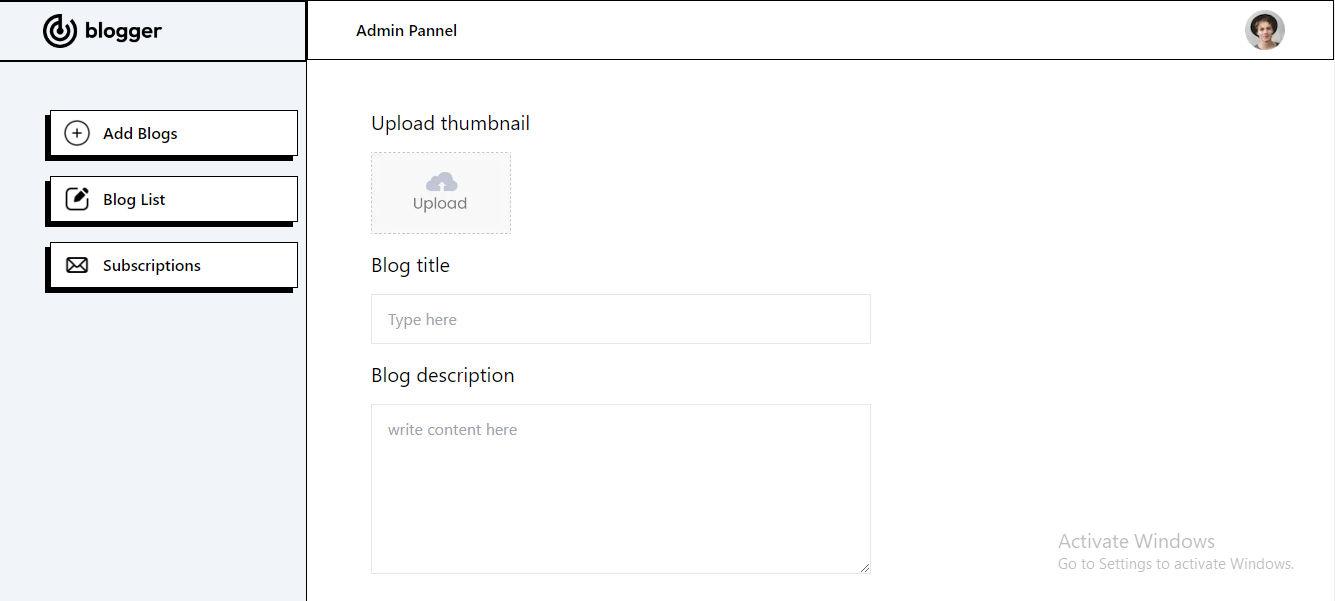 blogger
Admin Pannel
Add Blogs
Blog List
Subscriptions
Upload thumbnail
Upload
Blog title
Type here
Blog description
write content here
Activate Windows
Go to Settings to activate Windows.